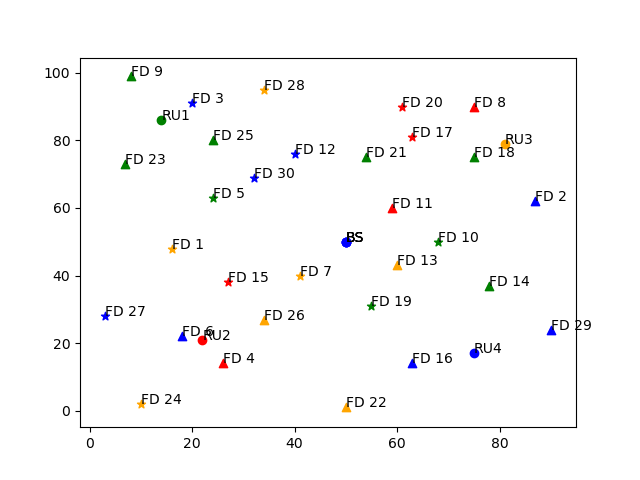 FD 9
FD 28
FD 3
FD 20
FD 8
RU1
FD 17
RU3
FD 25
FD 12
FD 21
FD 18
FD 23
FD 30
FD 5
FD 2
FD 11
FD 1
BS
FD 10
FD 13
FD 15
FD 7
FD 14
FD 27
FD 26
FD 19
FD 29
FD 6
RU2
RU4
FD 4
FD 16
FD 24
FD 22
100
80
60
40
20
0
0
20
40
60
80